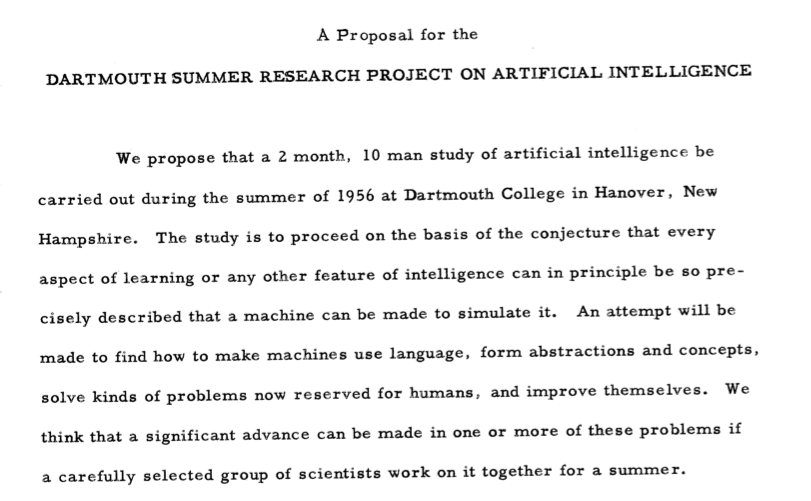 A Proposal for the
DARTMOUTH SUMMER RESEARCH PROJECT ON ARTIFICIAL INTELLIGENCE
We propose that a 2 month, 10 man study of artificial intelligence be
carried out during the summer of 1956 at Dartmouth College in Hanover, New
Hampshire. The study is to proceed on the basis of the conjecture that every
aspect of learning or any other feature of intelligence can in principle be so pre-
cisely described that a machine can be made to simulate it. An attempt will be
made to find how to make machines use language, form abstractions and concepts,
solve kinds of problems now reserved for humans, and improve themselves. We
think that a significant advance can be made in one or more of these problems if
a carefully selected group of scientists work on it together for a summer.